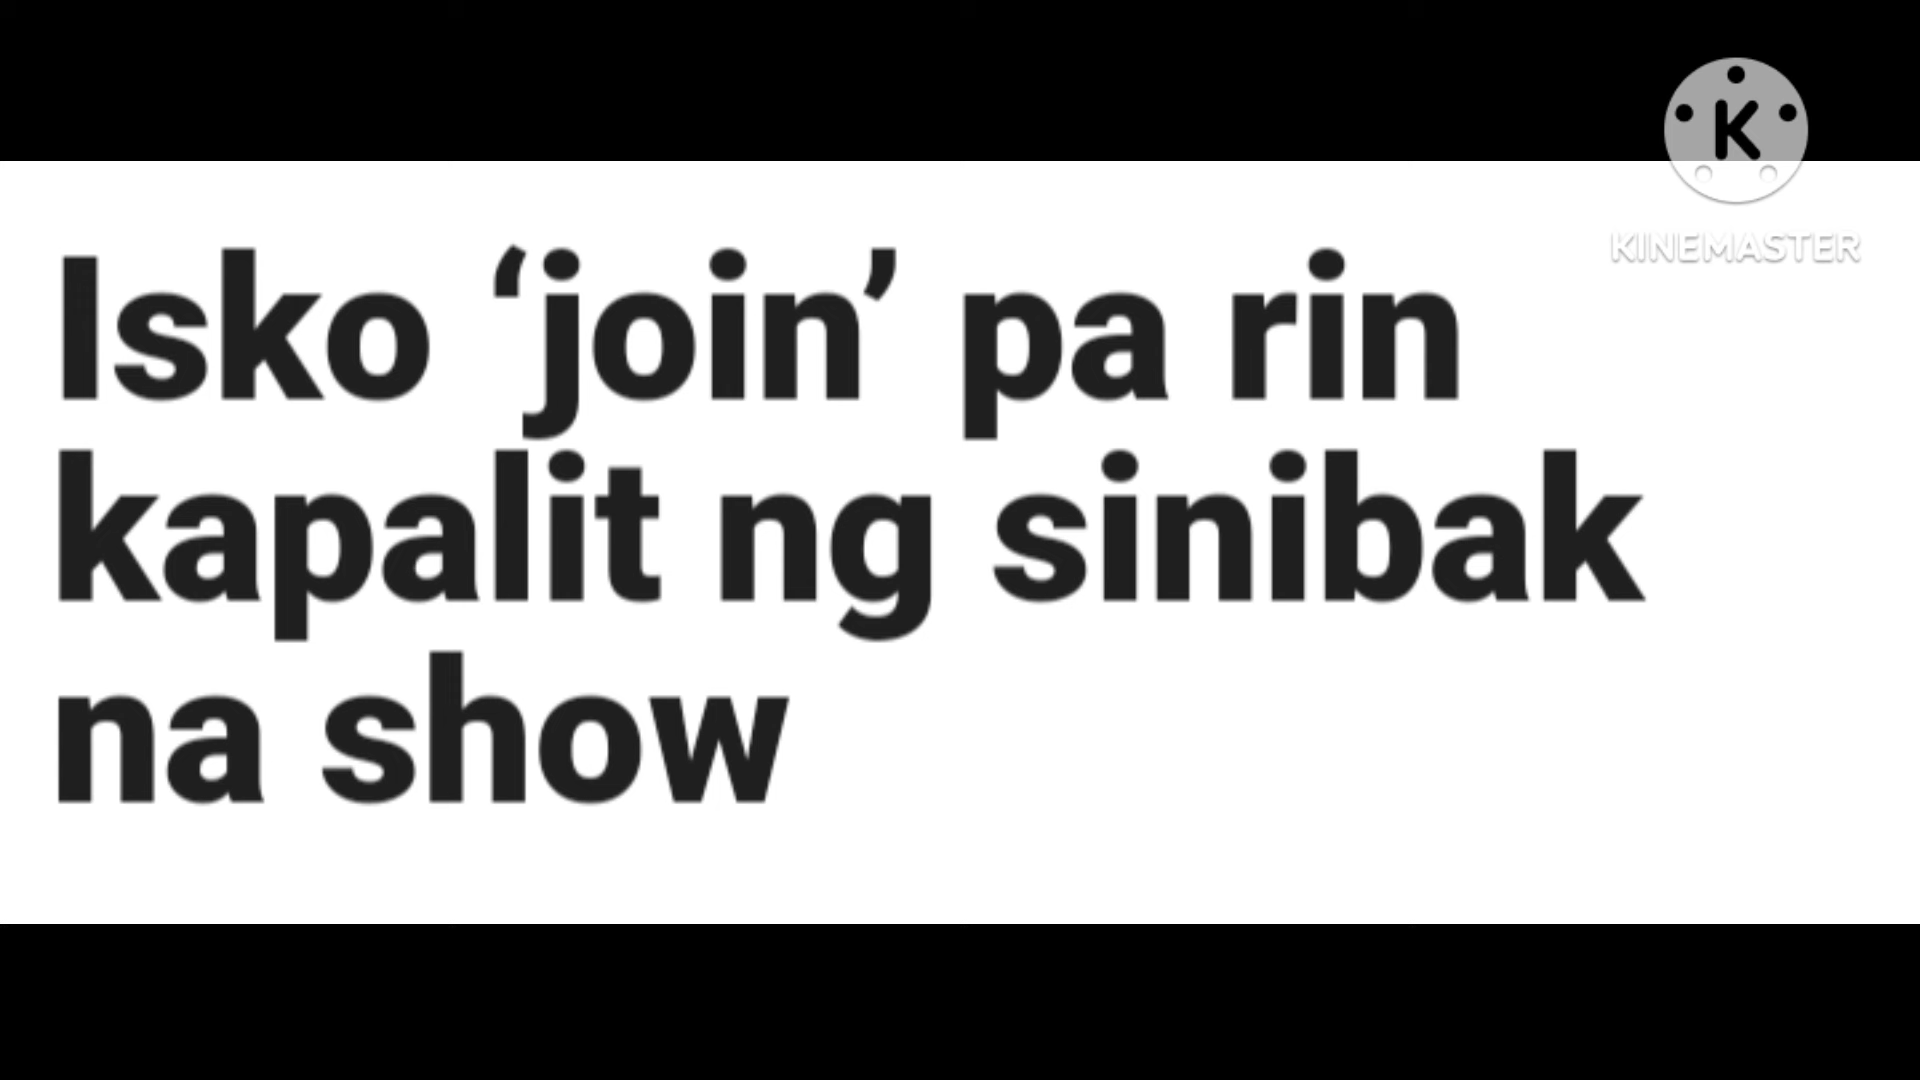 K
KINEMASTER
Isko ‘join’ pa rin
kapalit ng sinibak
na show